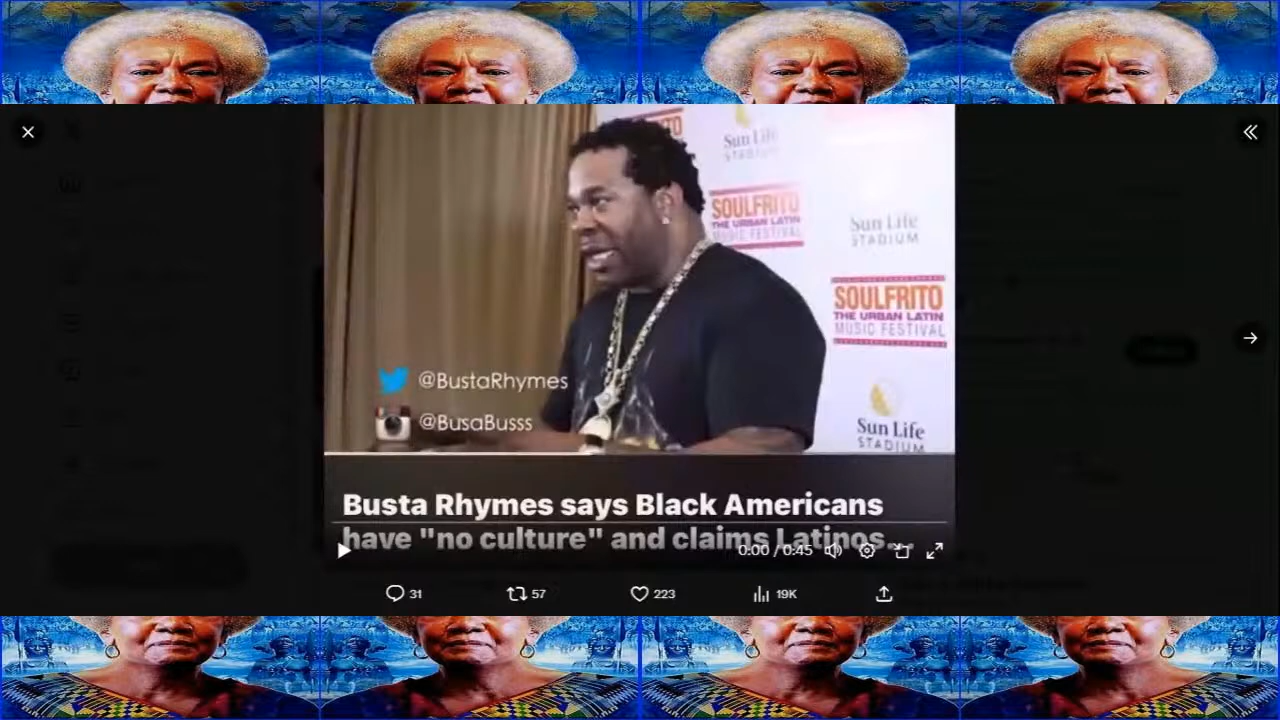 SOULFRITO
THE URBAN LATIN
MUSIC FESTIVAL
Sun Life
STADIUM
Sun Life
STADIUM
SOULFRITO
THE URBAN LATIN
MUSIC FESTIVAL
Sun Life
STADIUM
@BustaRhymes
@BusaBusss
Busta Rhymes says Black Americans
have "no culture" and claims Latinos...
0:00 / 0:45
31
57
223
19K